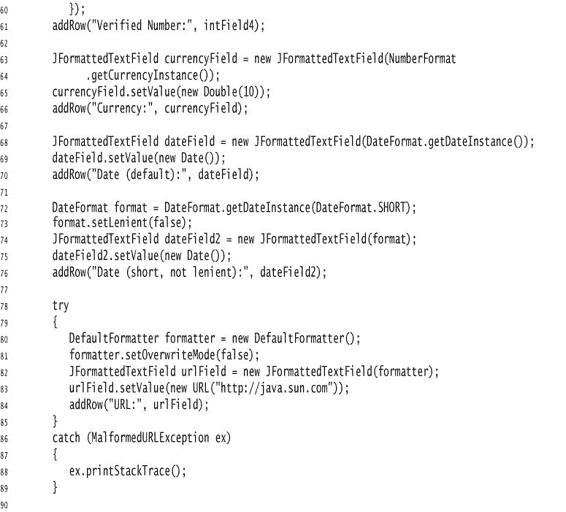 60 });
61 addRow("Verified Number:", intField4);
62
63 JFormattedTextField currencyField = new JFormattedTextField(NumberFormat
64 .getCurrencyInstance());
65 currencyField.setValue(new Double(10));
66 addRow("Currency:", currencyField);
67
68 JFormattedTextField dateField = new JFormattedTextField(DateFormat.getDateInstance());
69 dateField.setValue(new Date());
70 addRow("Date (default):", dateField);
71
72 DateFormat format = DateFormat.getDateInstance(DateFormat.SHORT);
73 format.setLenient(false);
74 JFormattedTextField dateField2 = new JFormattedTextField(format);
75 dateField2.setValue(new Date());
76 addRow("Date (short, not lenient):", dateField2);
77
78 try
79 {
80 DefaultFormatter formatter = new DefaultFormatter();
81 formatter.setOverwriteMode(false);
82 JFormattedTextField urlField = new JFormattedTextField(formatter);
83 urlField.setValue(new URL("http://java.sun.com"));
84 addRow("URL:", urlField);
85 }
86 catch (MalformedURLException ex)
87 {
88 ex.printStackTrace();
89 }
90